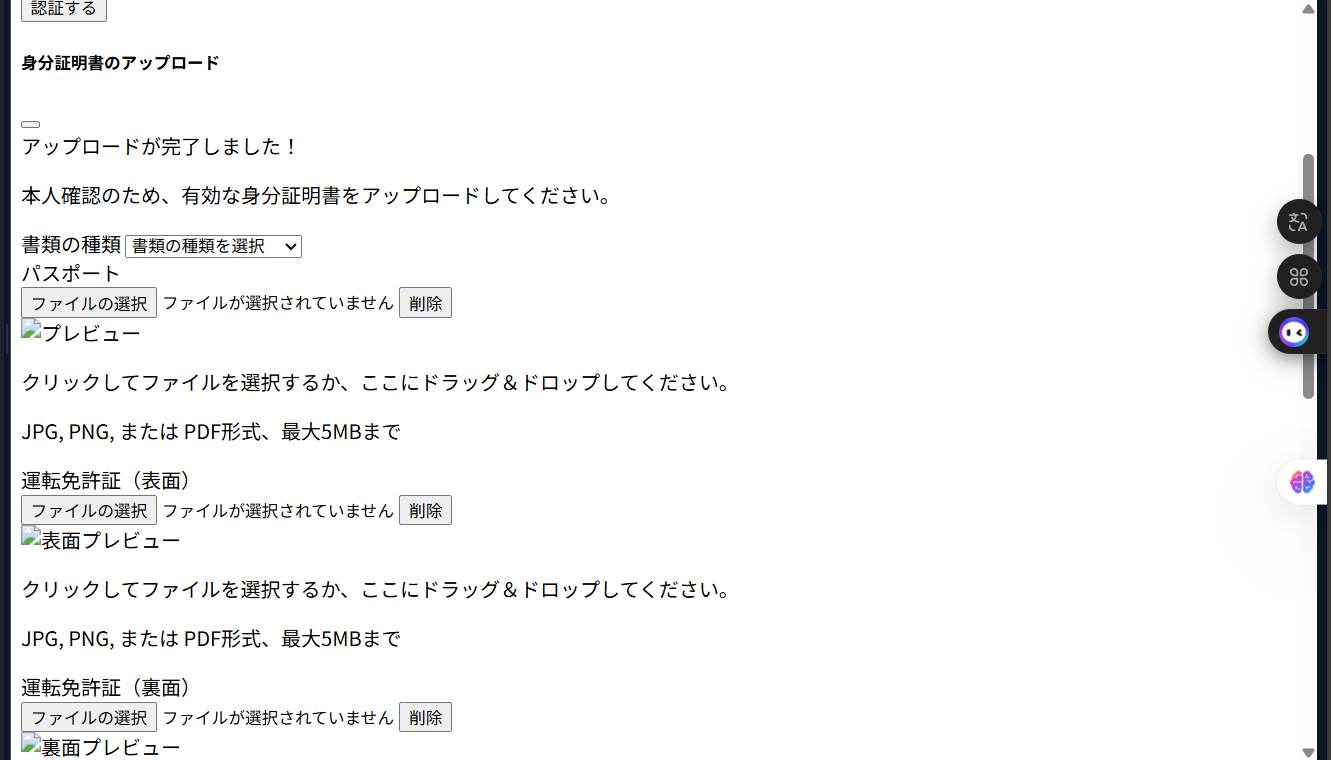 認証する
身分証明書のアップロード
アップロードが完了しました！
本人確認のため、有効な身分証明書をアップロードしてください。
書類の種類 書類の種類を選択
パスポート
ファイルの選択 ファイルが選択されていません 削除
プレビュー
クリックしてファイルを選択するか、ここにドラッグ＆ドロップしてください。
JPG, PNG, または PDF形式、最大5MBまで
運転免許証（表面）
ファイルの選択 ファイルが選択されていません 削除
表面プレビュー
クリックしてファイルを選択するか、ここにドラッグ＆ドロップしてください。
JPG, PNG, または PDF形式、最大5MBまで
運転免許証（裏面）
ファイルの選択 ファイルが選択されていません 削除
裏面プレビュー